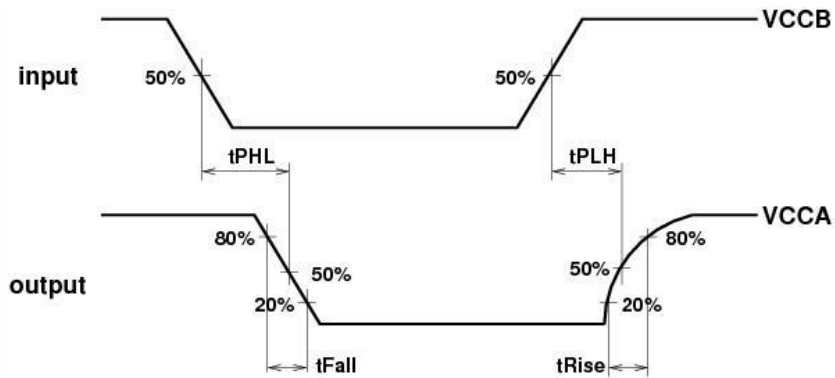 VCCB
input
50%
50%
tPHL
tPLH
VCCA
80%
80%
50%
50%
output
20%
20%
tFall
tRise